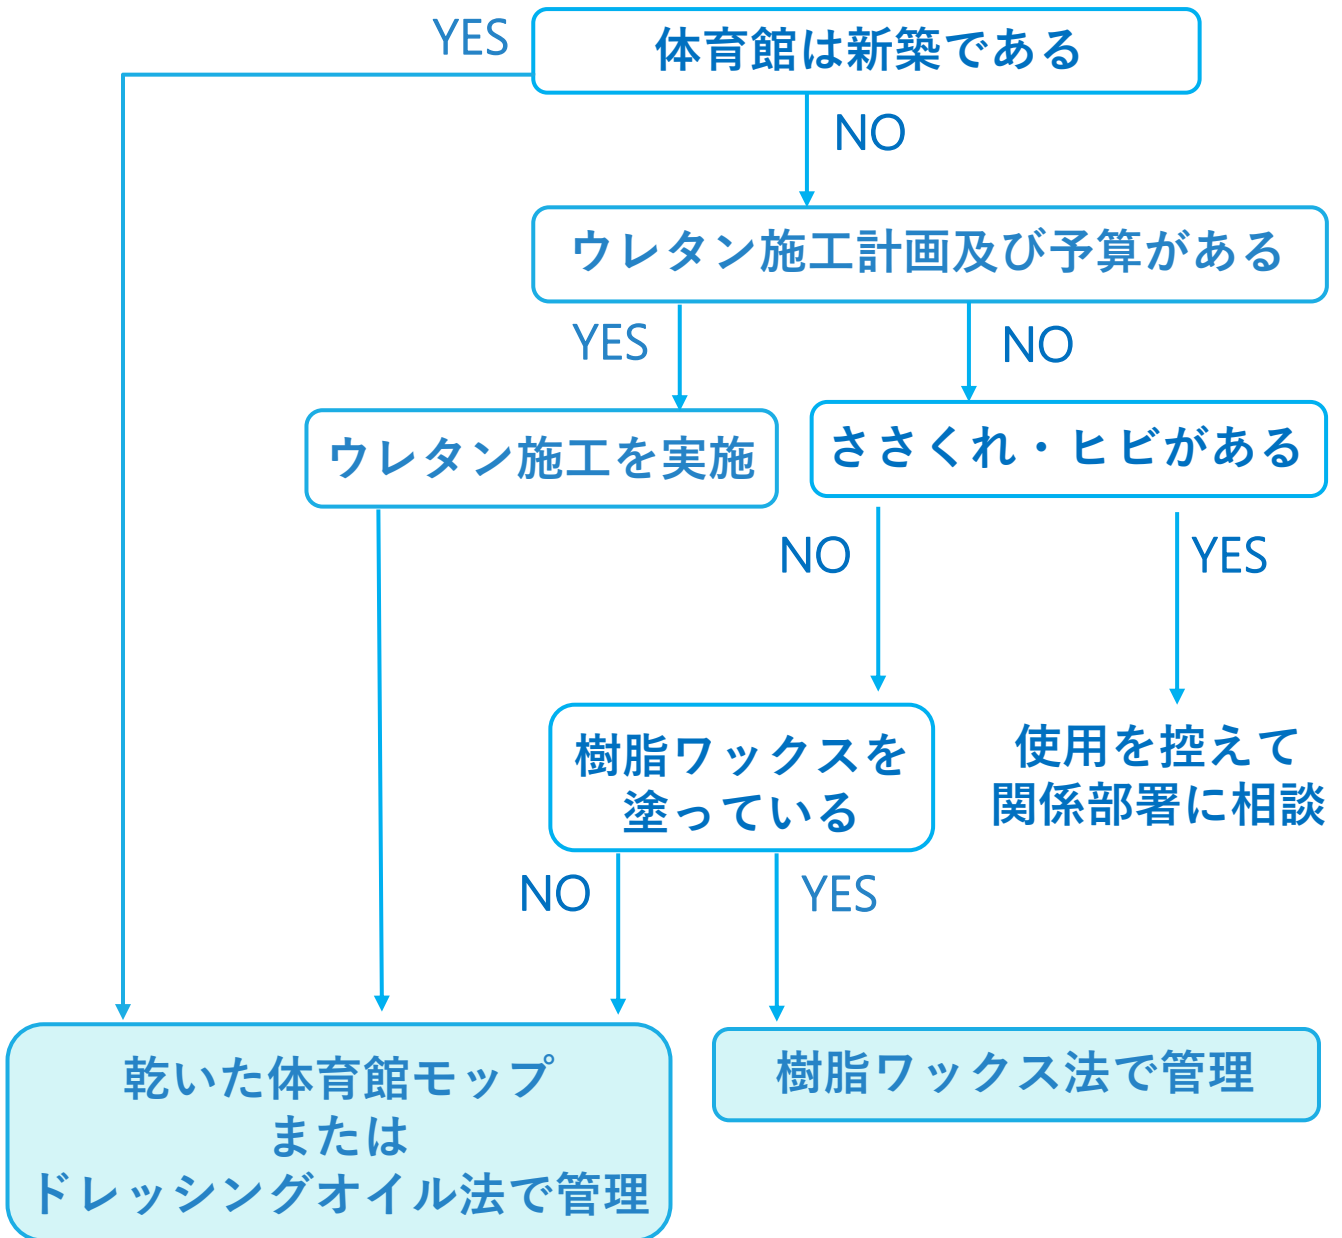 YES
体育館は新築である
NO
ウレタン施工計画及び予算がある
YES
NO
ウレタン施工を実施
ささくれ・ヒビがある
NO
YES
樹脂ワックスを
塗っている
使用を控えて
関係部署に相談
NO
YES
乾いた体育館モップ
または
ドレッシングオイル法で管理
樹脂ワックス法で管理